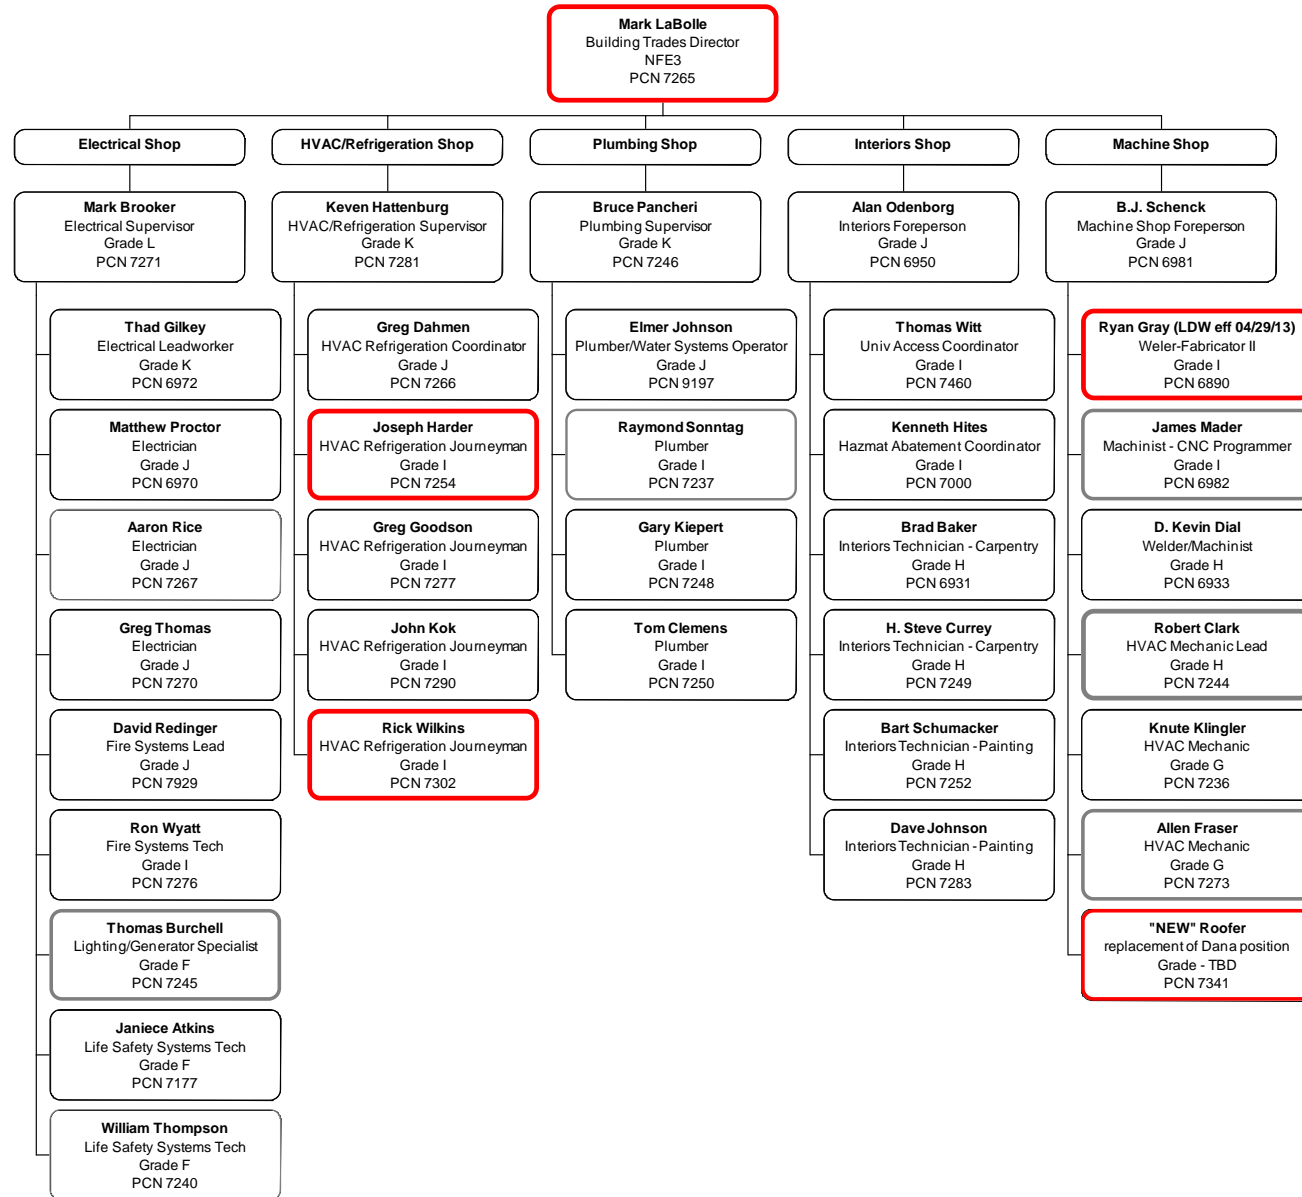 Mark LaBolle
Building Trades Director
NFE3
PCN 7265
Electrical Shop
HVAC/Refrigeration Shop
Plumbing Shop
Interiors Shop
Machine Shop
Mark Brooker
Electrical Supervisor
Grade L
PCN 7271
Keven Hattenburg
HVAC/Refrigeration Supervisor
Grade K
PCN 7281
Bruce Pancheri
Plumbing Supervisor
Grade K
PCN 7246
Alan Odenborg
Interiors Foreperson
Grade J
PCN 6950
B.J. Schenck
Machine Shop Foreperson
Grade J
PCN 6981
Thad Gilkey
Electrical Leadworker
Grade K
PCN 6972
Matthew Proctor
Electrician
Grade J
PCN 6970
Aaron Rice
Electrician
Grade J
PCN 7267
Greg Thomas
Electrician
Grade J
PCN 7270
David Redinger
Fire Systems Lead
Grade J
PCN 7929
Ron Wyatt
Fire Systems Tech
Grade I
PCN 7276
Thomas Burchell
Lighting/Generator Specialist
Grade F
PCN 7245
Janiece Atkins
Life Safety Systems Tech
Grade F
PCN 7177
William Thompson
Life Safety Systems Tech
Grade F
PCN 7240
Greg Dahmen
HVAC Refrigeration Coordinator
Grade J
PCN 7266
Joseph Harder
HVAC Refrigeration Journeyman
Grade I
PCN 7254
Greg Goodson
HVAC Refrigeration Journeyman
Grade I
PCN 7277
John Kok
HVAC Refrigeration Journeyman
Grade I
PCN 7290
Rick Wilkins
HVAC Refrigeration Journeyman
Grade I
PCN 7302
Elmer Johnson
Plumber/Water Systems Operator
Grade J
PCN 9197
Raymond Sonntag
Plumber
Grade I
PCN 7237
Gary Kiepert
Plumber
Grade I
PCN 7248
Tom Clemens
Plumber
Grade I
PCN 7250
Thomas Witt
Univ Access Coordinator
Grade I
PCN 7460
Kenneth Hites
Hazmat Abatement Coordinator
Grade I
PCN 7000
Brad Baker
Interiors Technician - Carpentry
Grade H
PCN 6931
H. Steve Currey
Interiors Technician - Carpentry
Grade H
PCN 7249
Bart Schumacker
Interiors Technician - Painting
Grade H
PCN 7252
Dave Johnson
Interiors Technician - Painting
Grade H
PCN 7283
Ryan Gray (LDW eff 04/29/13)
Weler-Fabricator II
Grade I
PCN 6890
James Mader
Machinist - CNC Programmer
Grade I
PCN 6982
D. Kevin Dial
Welder/Machinist
Grade H
PCN 6933
Robert Clark
HVAC Mechanic Lead
Grade H
PCN 7244
Knute Klingler
HVAC Mechanic
Grade G
PCN 7236
Allen Fraser
HVAC Mechanic
Grade G
PCN 7273
"NEW" Roofer
replacement of Dana position
Grade - TBD
PCN 7341